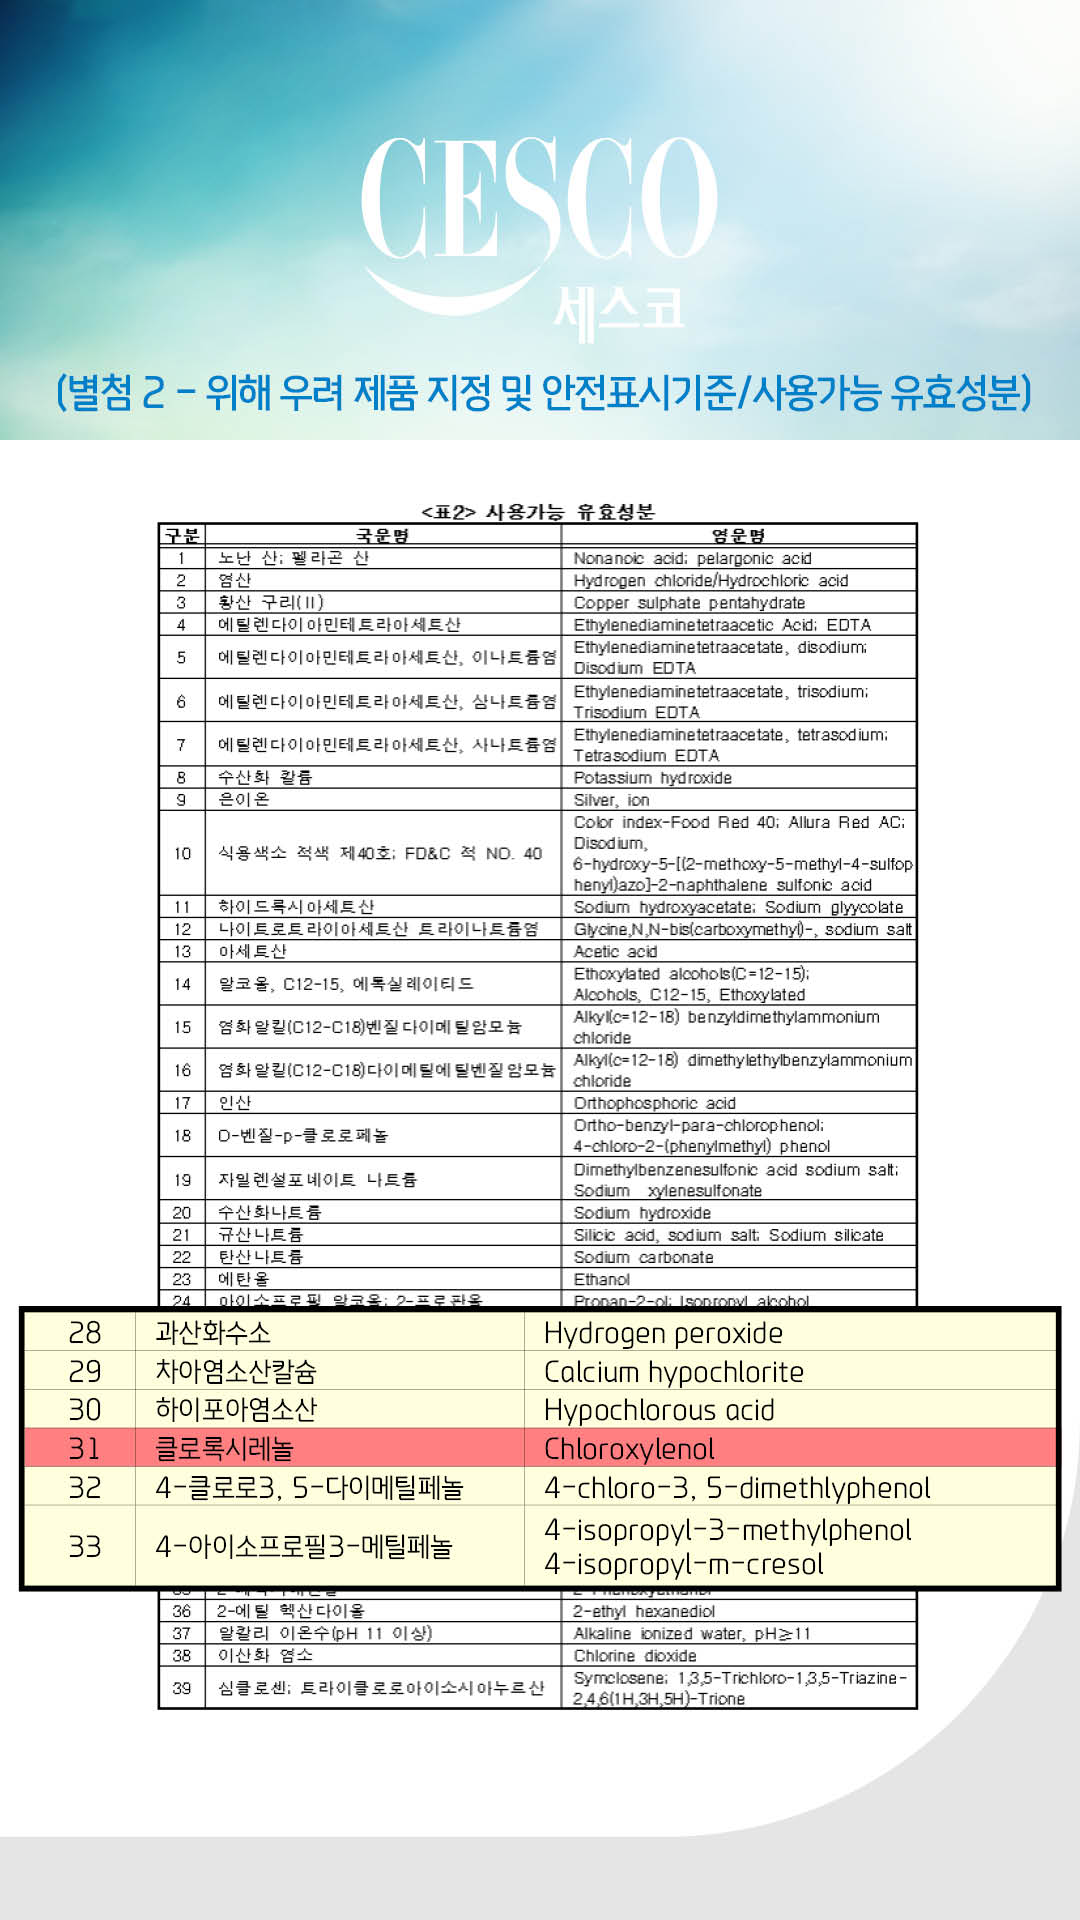 CESCO
세스코
(별첨 2 - 위해 우려 제품 지정 및 안전표시기준/사용가능 유효성분)
<표2> 사용가능 유효성분
구분 국문명 영문명
1 노난 산; 펠라곤 산 Nonanoic acid; pelargonic acid
2 염산 Hydrogen chloride/Hydrochloric acid
3 황산 구리(II) Copper sulphate pentahydrate
4 에틸렌다이아민테트라아세트산 Ethylenediaminetetraacetic Acid; EDTA
5 에틸렌다이아민테트라아세트산, 이나트륨염 Ethylenediaminetetraacetate, disodium;
Disodium EDTA
6 에틸렌다이아민테트라아세트산, 삼나트륨염 Ethylenediaminetetraacetate, trisodium;
Trisodium EDTA
7 에틸렌다이아민테트라아세트산, 사나트륨염 Ethylenediaminetetraacetate, tetrasodium;
Tetrasodium EDTA
8 수산화 칼륨 Potassium hydroxide
9 은이온 Silver, ion
10 식용색소 적색 제40호; FD&C 적 NO. 40 Color index-Food Red 40; Allura Red AC;
Disodium,
6-hydroxy-5-[(2-methoxy-5-methyl-4-sulfop
henyl)azo]-2-naphthalene sulfonic acid
11 하이드록시아세트산 Sodium hydroxyacetate; Sodium glyycolate
12 나이트로트라이아세트산 트라이나트륨염 Glycine,N,N-bis(carboxymethyl)-, sodium salt
13 아세트산 Acetic acid
14 알코올, C12-15, 에톡실레이티드 Ethoxylated alcohols(C=12-15);
Alcohols, C12-15, Ethoxylated
15 염화알킬(C12-C18)벤질다이메틸암모늄 Alkyl(c=12-18) benzyldimethylammonium
chloride
16 염화알킬(C12-C18)다이메틸에틸벤질암모늄 Alkyl(c=12-18) dimethylethylbenzylammonium
chloride
17 인산 Orthophosphoric acid
18 O-벤질-p-클로로페놀 Ortho-benzyl-para-chlorophenol;
4-chloro-2-(phenylmethyl) phenol
19 자일렌설포네이트 나트륨 Dimethylbenzenesulfonic acid sodium salt;
Sodium xylenesulfonate
20 수산화나트륨 Sodium hydroxide
21 규산나트륨 Silicic acid, sodium salt; Sodium silicate
22 탄산나트륨 Sodium carbonate
23 에탄올 Ethanol
24 아이소프로필 알코올; 2-프로판올 Propan-2-ol; Isopropyl alcohol
28 과산화수소 Hydrogen peroxide
29 차아염소산칼슘 Calcium hypochlorite
30 하이포아염소산 Hypochlorous acid
31 클로록시레놀 Chloroxylenol
32 4-클로로3, 5-다이메틸페놀 4-chloro-3, 5-dimethlyphenol
33 4-아이소프로필3-메틸페놀 4-isopropyl-3-methylphenol
4-isopropyl-m-cresol
36 2-에틸 헥산다이올 2-ethyl hexanediol
37 알칼리 이온수(pH 11 이상) Alkaline ionized water, pH≥11
38 이산화 염소 Chlorine dioxide
39 심클로센; 트라이클로로아이소시아누르산 Symclosene; 1,3,5-Trichloro-1,3,5-Triazine-
2,4,6(1H,3H,5H)-Trione